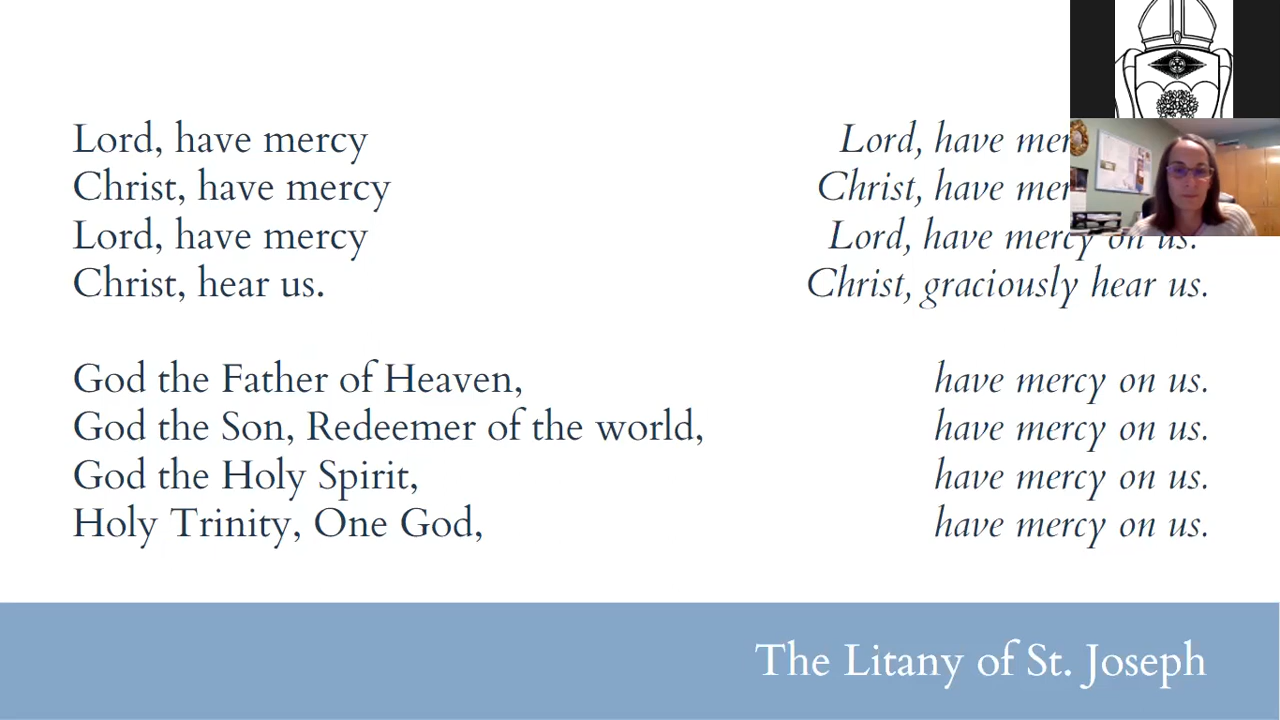 Lord, have mercy Lord, have
Christ, have mercy Christ, have
Lord, have mercy Lord, have mercy on us.
Christ, hear us. Christ, graciously hear us.
God the Father of Heaven, have mercy on us.
God the Son, Redeemer of the world, have mercy on us.
God the Holy Spirit, have mercy on us.
Holy Trinity, One God, have mercy on us.
The Litany of St. Joseph